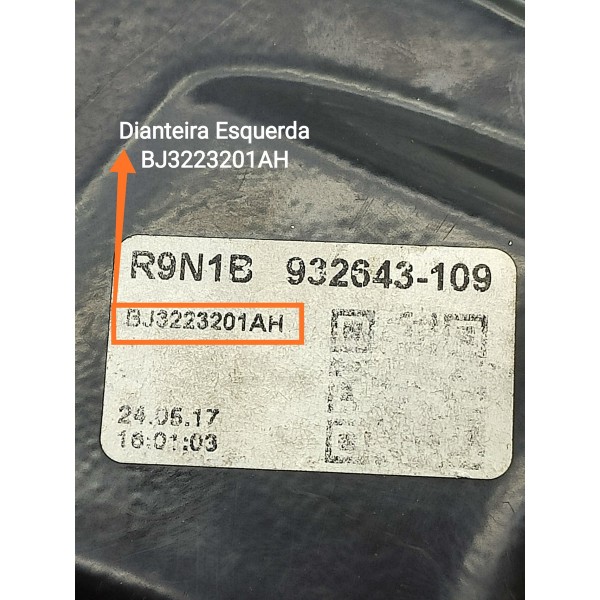 Dianteira Esquerda
BJ3223201AH
R9N1B 932643-109
BJ3223201AH
24.05.17
16:01:03